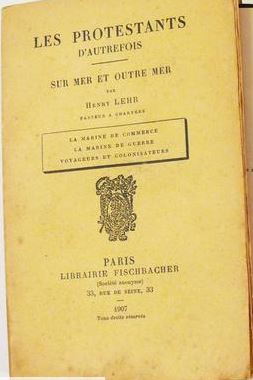 LES PROTESTANTS
D'AUTREFOIS
SUR MER ET OUTRE MER
PAR
HENRY LEHR
PASTEUR A CHARTRES
LA MARINE DE COMMERCE
LA MARINE DE GUERRE
VOYAGEURS ET COLONISATEURS
PARIS
LIBRAIRIE FISCHBACHER
(Société anonyme)
33, RUE DE SEINE, 33
1907
Tous droits réservés